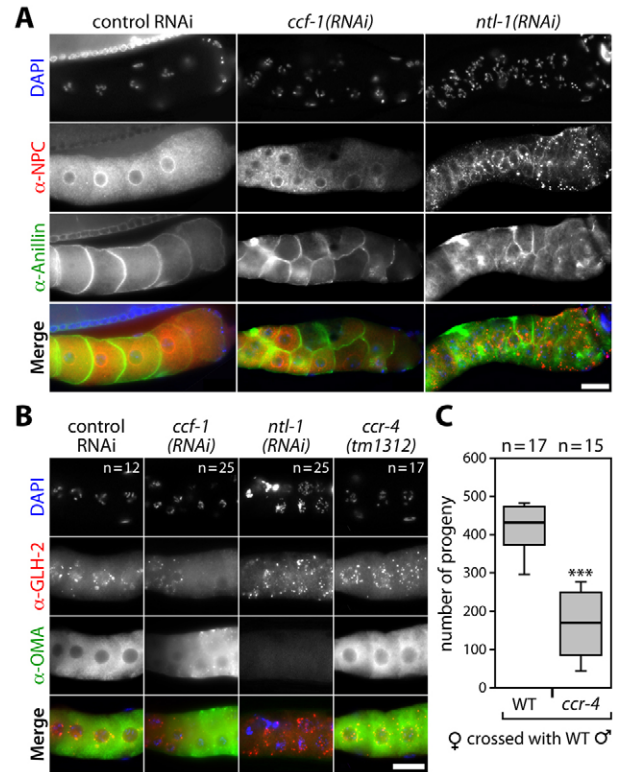 A
control RNAi ccf-1(RNAi) ntl-1(RNAi)
DAPI
α-NPC
α-Anillin
Merge
B
control RNAi
ccf-1 (RNAi)
ntl-1 (RNAi)
ccr-4 (tm1312)
n=12 n=25 n=25 n=17
DAPI
α-GLH-2
α-OMA
Merge
C
n=17 n=15
number of progeny
600
500
400
300
200
100
0
***
WT ccr-4
♀ crossed with WT ♂